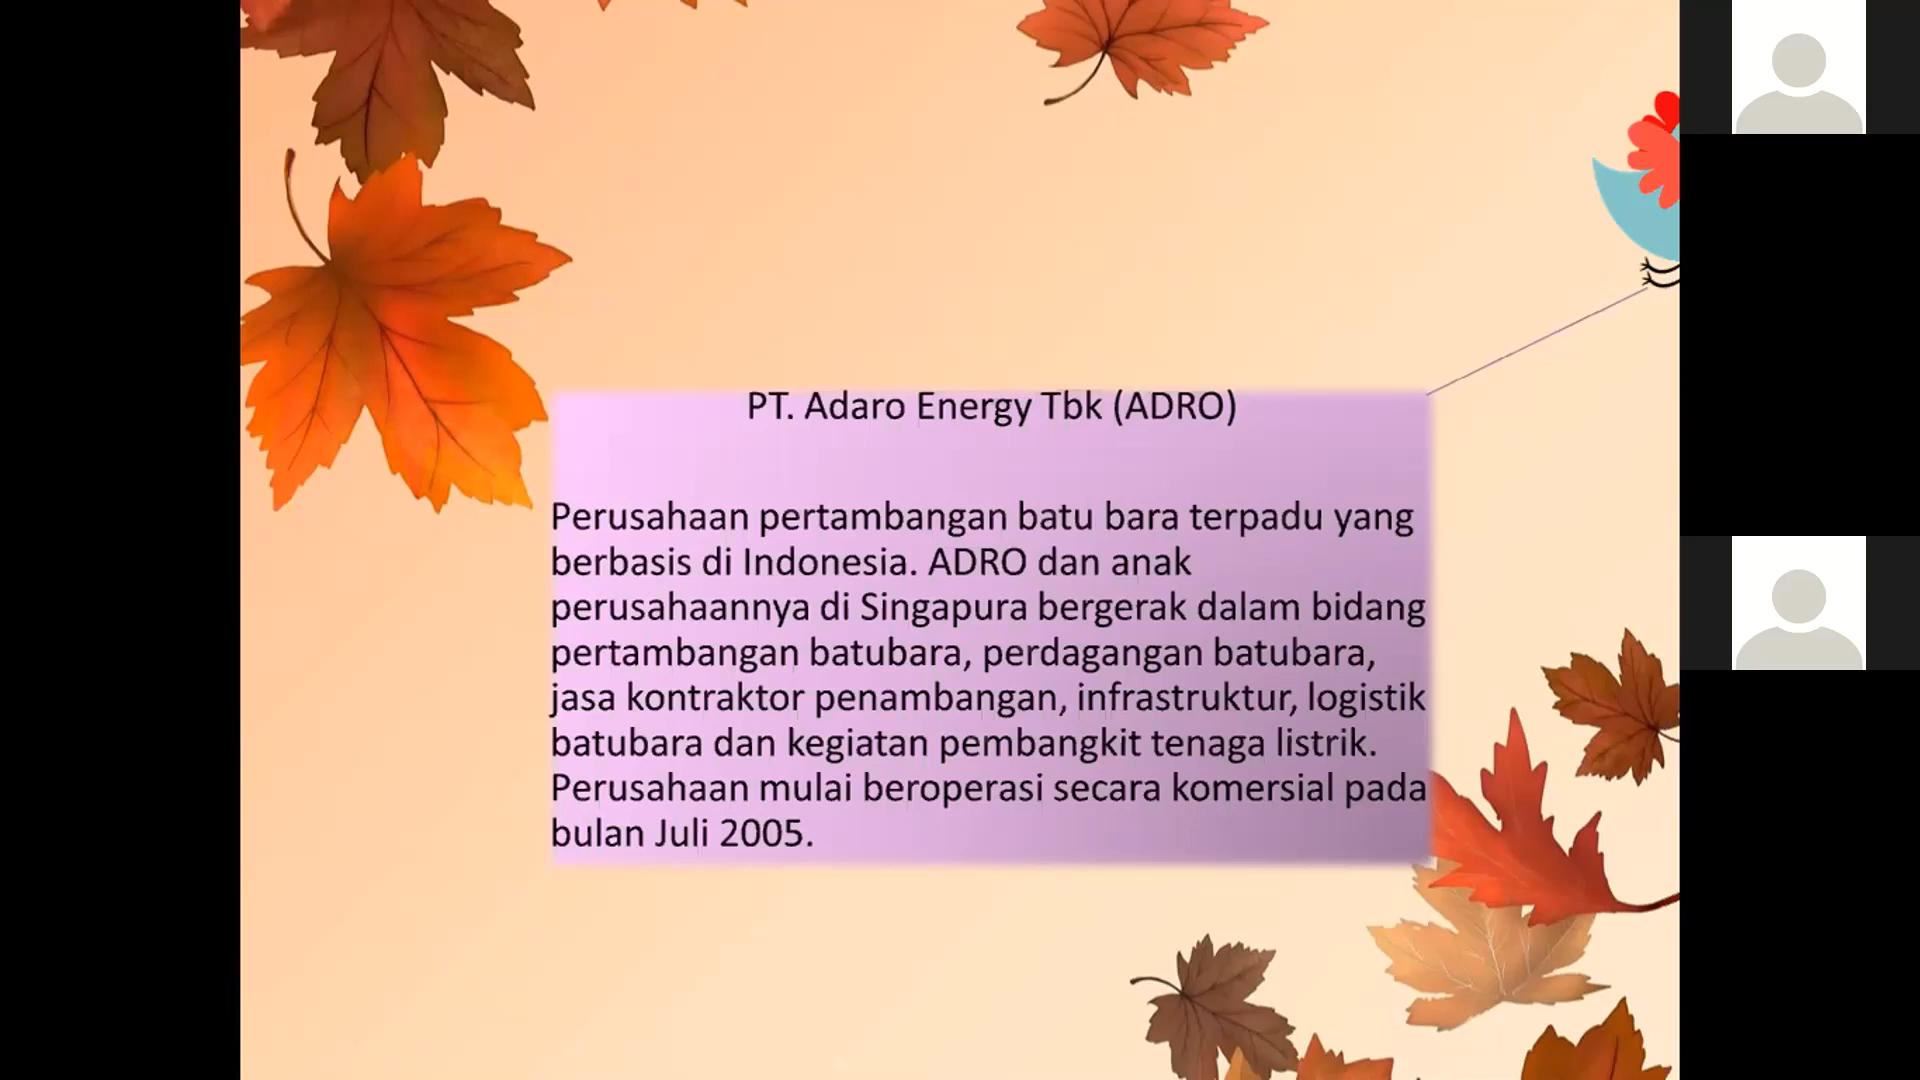 PT. Adaro Energy Tbk (ADRO)
Perusahaan pertambangan batu bara terpadu yang
berbasis di Indonesia. ADRO dan anak
perusahaannya di Singapura bergerak dalam bidang
pertambangan batubara, perdagangan batubara,
jasa kontraktor penambangan, infrastruktur, logistik
batubara dan kegiatan pembangkit tenaga listrik.
Perusahaan mulai beroperasi secara komersial pada
bulan Juli 2005.